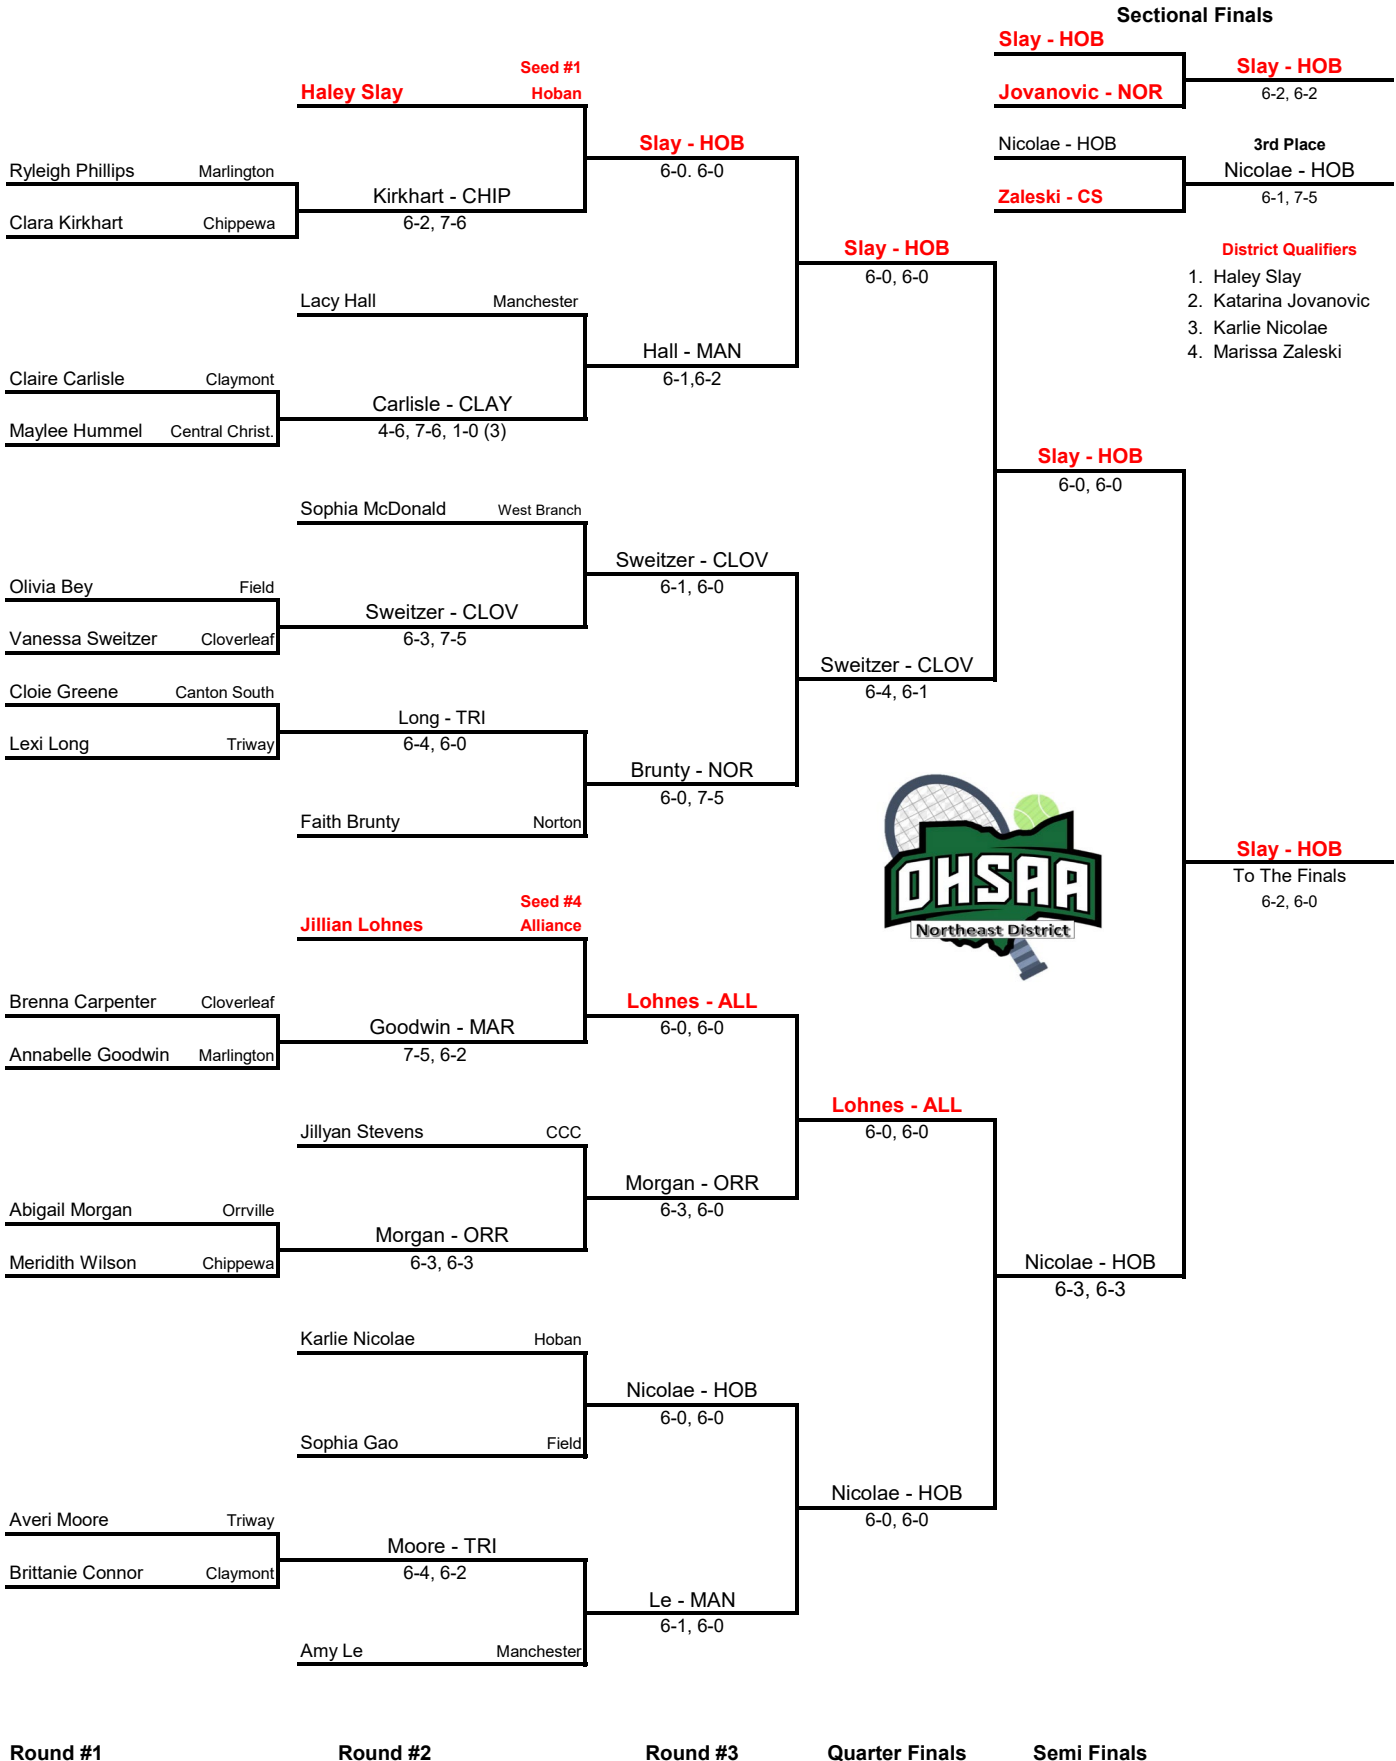 Sectional Finals
Slay - HOB
Slay - HOB
Jovanovic - NOR
6-2, 6-2
Nicolae - HOB
3rd Place
Nicolae - HOB
Zaleski - CS
6-1, 7-5
District Qualifiers
1. Haley Slay
2. Katarina Jovanovic
3. Karlie Nicolae
4. Marissa Zaleski
Seed #1
Haley Slay Hoban
Slay - HOB
6-0. 6-0
Ryleigh Phillips Marlington
Kirkhart - CHIP
6-2, 7-6
Clara Kirkhart Chippewa
Slay - HOB
6-0, 6-0
Lacy Hall Manchester
Hall - MAN
6-1,6-2
Claire Carlisle Claymont
Carlisle - CLAY
4-6, 7-6, 1-0 (3)
Maylee Hummel Central Christ.
Slay - HOB
6-0, 6-0
Sophia McDonald West Branch
Sweitzer - CLOV
6-1, 6-0
Olivia Bey Field
Sweitzer - CLOV
6-3, 7-5
Vanessa Sweitzer Cloverleaf
Sweitzer - CLOV
6-4, 6-1
Cloie Greene Canton South
Long - TRI
6-4, 6-0
Lexi Long Triway
Brunty - NOR
6-0, 7-5
Faith Brunty Norton
OHSAA
Northeast District
Slay - HOB
To The Finals
6-2, 6-0
Seed #4
Jillian Lohnes Alliance
Lohnes - ALL
6-0, 6-0
Brenna Carpenter Cloverleaf
Goodwin - MAR
7-5, 6-2
Annabelle Goodwin Marlington
Lohnes - ALL
6-0, 6-0
Jillyan Stevens CCC
Morgan - ORR
6-3, 6-0
Abigail Morgan Orrville
Morgan - ORR
6-3, 6-3
Meridith Wilson Chippewa
Nicolae - HOB
6-3, 6-3
Karlie Nicolae Hoban
Nicolae - HOB
6-0, 6-0
Sophia Gao Field
Nicolae - HOB
6-0, 6-0
Averi Moore Triway
Moore - TRI
6-4, 6-2
Brittanie Connor Claymont
Le - MAN
6-1, 6-0
Amy Le Manchester
Round #1 Round #2 Round #3 Quarter Finals Semi Finals